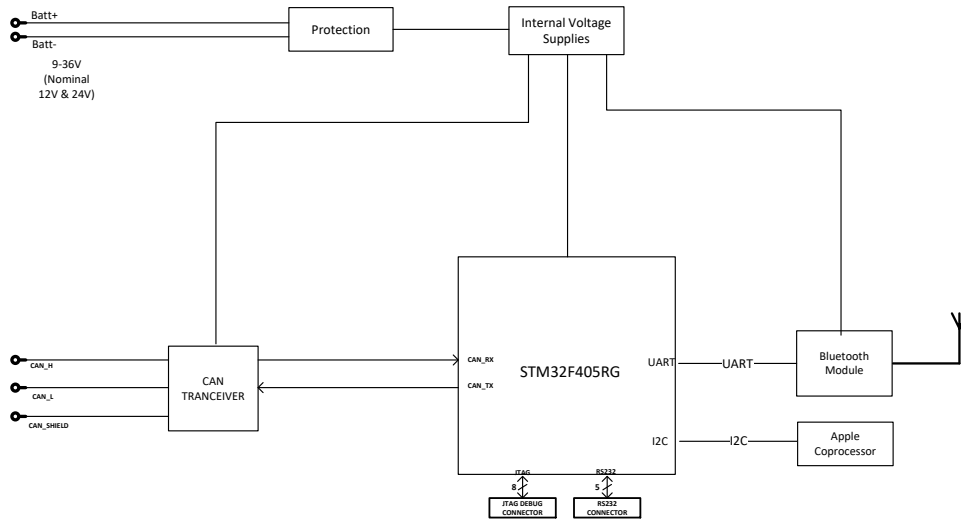 Batt+
Batt-
9-36V
(Nominal
12V & 24V)
Protection
Internal Voltage
Supplies
CAN_H
CAN_L
CAN_SHIELD
CAN
TRANCEIVER
CAN_RX
CAN_TX
STM32F405RG
UART
UART
Bluetooth
Module
I2C
I2C
Apple
Coprocessor
JTAG
RS232
8
5
JTAG DEBUG
CONNECTOR
RS232
CONNECTOR